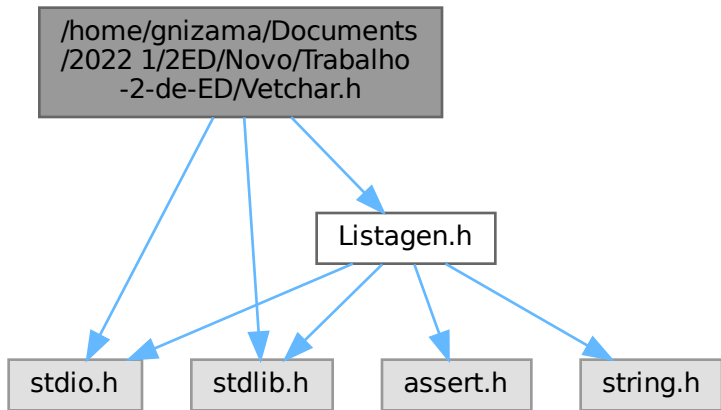 /home/gnizama/Documents
/2022 1/2ED/Novo/Trabalho
-2-de-ED/Vetchar.h
Listagen.h
stdio.h
stdlib.h
assert.h
string.h